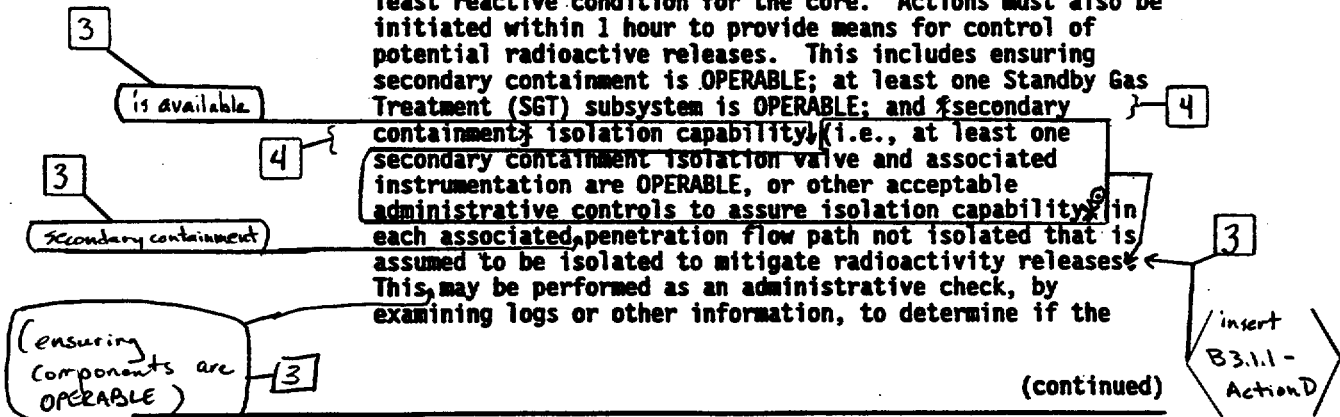 least reactive condition for the core. Actions must also be
3
initiated within 1 hour to provide means for control of
potential radioactive releases. This includes ensuring
secondary containment is OPERABLE; at least one Standby Gas
is available
Treatment (SGT) subsystem is OPERABLE; and [secondary
4
containment] isolation capability (i.e., at least one
4
secondary containment isolation valve and associated
3
instrumentation are OPERABLE, or other acceptable
administrative controls to assure isolation capability) in
secondary containment
each associated penetration flow path not isolated that is
3
assumed to be isolated to mitigate radioactivity releases.
This may be performed as an administrative check, by
examining logs or other information, to determine if the
(ensuring
components are
OPERABLE)
3
insert
B3.1.1-
Action D
(continued)